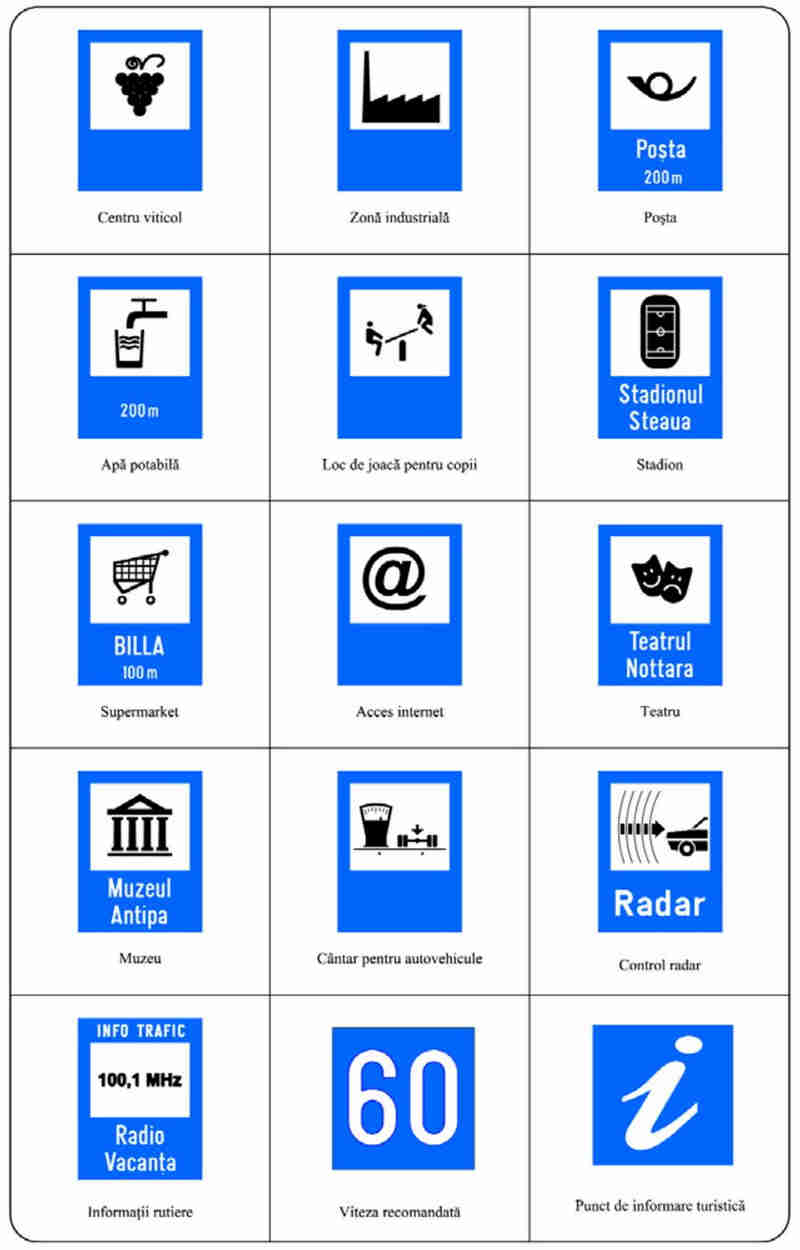 Centru viticol
Zonă industrială
Poșta
200 m
Poşta
200 m
Apă potabilă
Loc de joacă pentru copii
Stadionul
Steaua
Stadion
BILLA
100 m
Supermarket
@
Acces internet
Teatrul
Nottara
Teatru
Muzeul
Antipa
Muzeu
Cântar pentru autovehicule
Radar
Control radar
INFO TRAFIC
100,1 MHz
Radio
Vacanța
Informaţii rutiere
60
Viteza recomandată
i
Punct de informare turistică